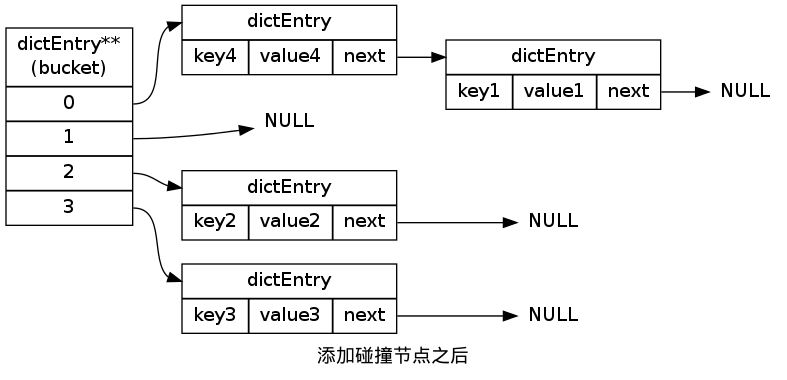 dictEntry**
(bucket)
0
1
2
3
dictEntry
key4 value4 next
dictEntry
key1 value1 next
NULL
NULL
dictEntry
key2 value2 next
NULL
dictEntry
key3 value3 next
NULL
添加碰撞节点之后